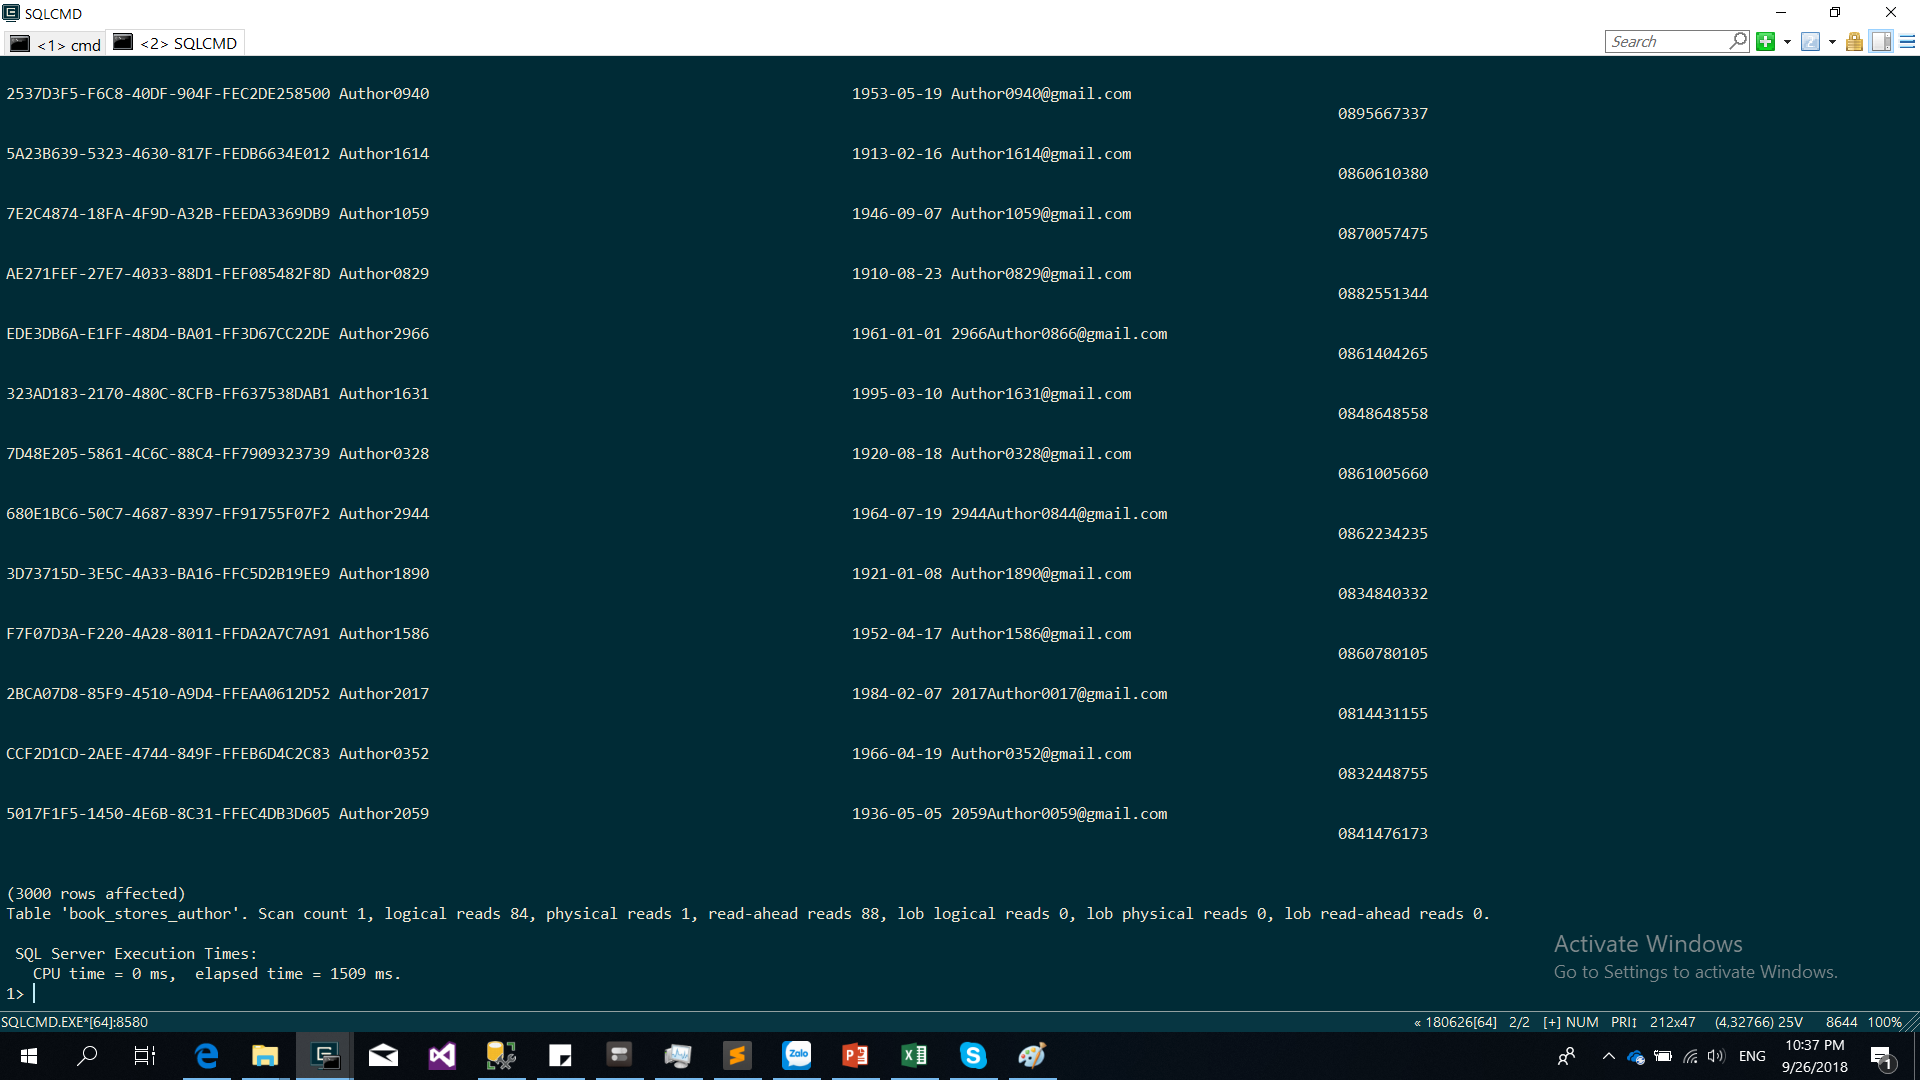 SQLCMD
<1> cmd
<2> SQLCMD
Search
2537D3F5-F6C8-40DF-904F-FEC2DE258500 Author0940 1953-05-19 Author0940@gmail.com
0895667337
5A23B639-5323-4630-817F-FEDB6634E012 Author1614 1913-02-16 Author1614@gmail.com
0860610380
7E2C4874-18FA-4F9D-A32B-FEEDA3369DB9 Author1059 1946-09-07 Author1059@gmail.com
0870057475
AE271FEF-27E7-4033-88D1-FEF085482F8D Author0829 1910-08-23 Author0829@gmail.com
0882551344
EDE3DB6A-E1FF-48D4-BA01-FF3D67CC22DE Author2966 1961-01-01 2966Author0866@gmail.com
0861404265
323AD183-2170-480C-8CFB-FF637538DAB1 Author1631 1995-03-10 Author1631@gmail.com
0848648558
7D48E205-5861-4C6C-88C4-FF7909323739 Author0328 1920-08-18 Author0328@gmail.com
0861005660
680E1BC6-50C7-4687-8397-FF91755F07F2 Author2944 1964-07-19 2944Author0844@gmail.com
0862234235
3D73715D-3E5C-4A33-BA16-FFC5D2B19EE9 Author1890 1921-01-08 Author1890@gmail.com
0834840332
F7F07D3A-F220-4A28-8011-FFDA2A7C7A91 Author1586 1952-04-17 Author1586@gmail.com
0860780105
2BCA07D8-85F9-4510-A9D4-FFEAA0612D52 Author2017 1984-02-07 2017Author0017@gmail.com
0814431155
CCF2D1CD-2AEE-4744-849F-FFEB6D4C2C83 Author0352 1966-04-19 Author0352@gmail.com
0832448755
5017F1F5-1450-4E6B-8C31-FFEC4DB3D605 Author2059 1936-05-05 2059Author0059@gmail.com
0841476173
(3000 rows affected)
Table 'book_stores_author'. Scan count 1, logical reads 84, physical reads 1, read-ahead reads 88, lob logical reads 0, lob physical reads 0, lob read-ahead reads 0.
SQL Server Execution Times:
CPU time = 0 ms,  elapsed time = 1509 ms.
1>
Activate Windows
Go to Settings to activate Windows.
SQLCMD.EXE*[64]:8580
« 180626[64] 2/2 [+] NUM PRI↕ 212x47 (4,32766) 25V 8644 100%
Zalo
ENG
10:37 PM
9/26/2018
1